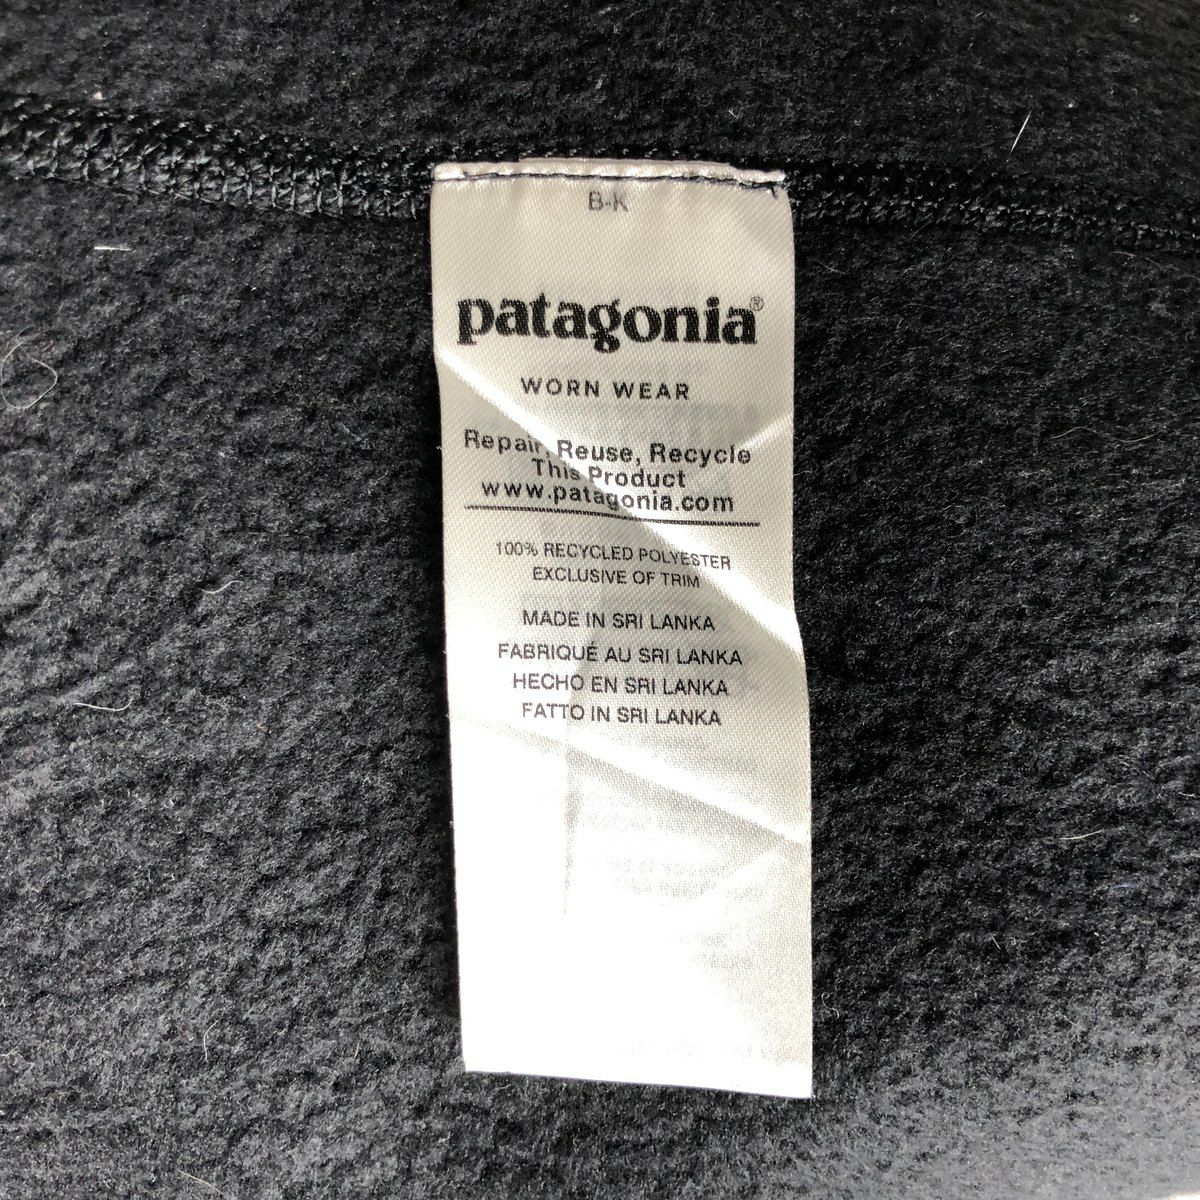 B-K
patagonia®
WORN WEAR
Repair, Reuse, Recycle
This Product
www.patagonia.com
100% RECYCLED POLYESTER
EXCLUSIVE OF TRIM
MADE IN SRI LANKA
FABRIQUÉ AU SRI LANKA
HECHO EN SRI LANKA
FATTO IN SRI LANKA